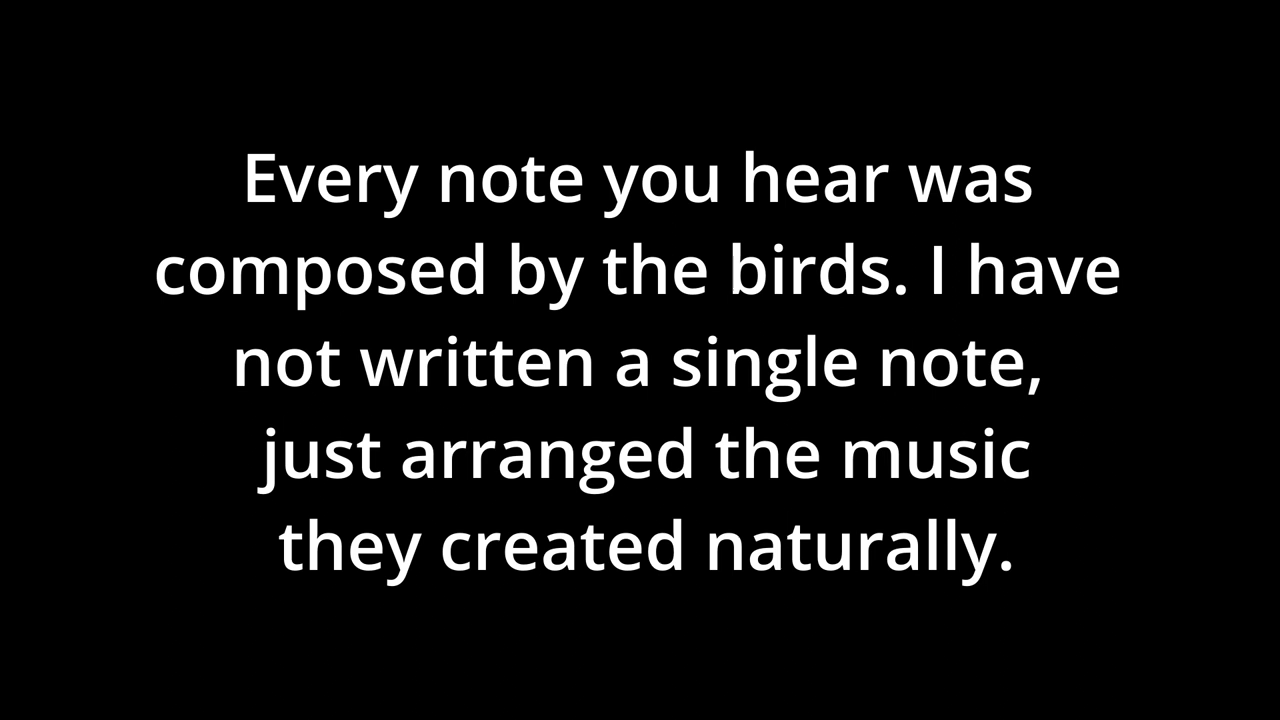 Every note you hear was
composed by the birds. I have
not written a single note,
just arranged the music
they created naturally.